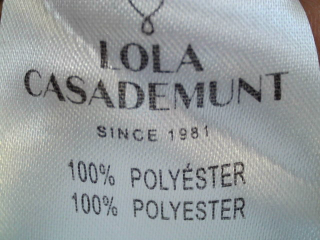 LOLA
CASADEMUNT
SINCE 1981
100% POLYÉSTER
100% POLYESTER